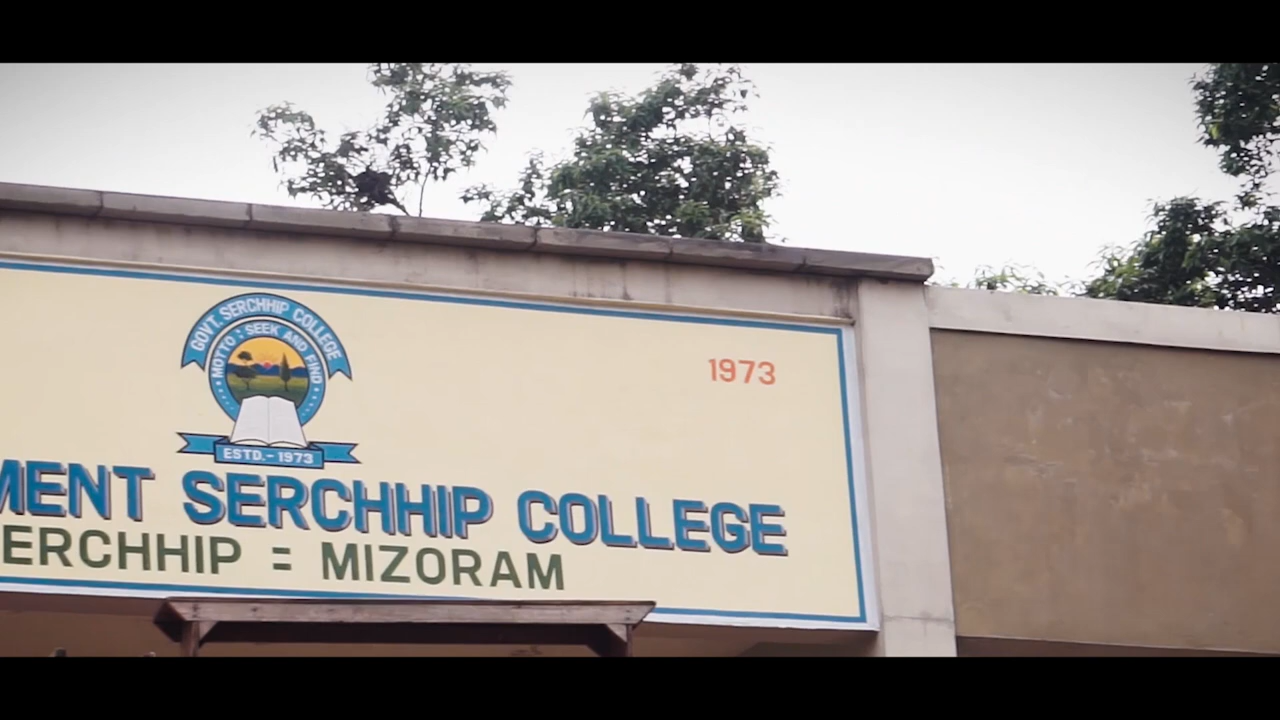 GOVT. SERCHHIP COLLEGE
MOTTO : SEEK AND FIND
1973
ESTD.- 1973
MENT SERCHHIP COLLEGE
ERCHHIP = MIZORAM